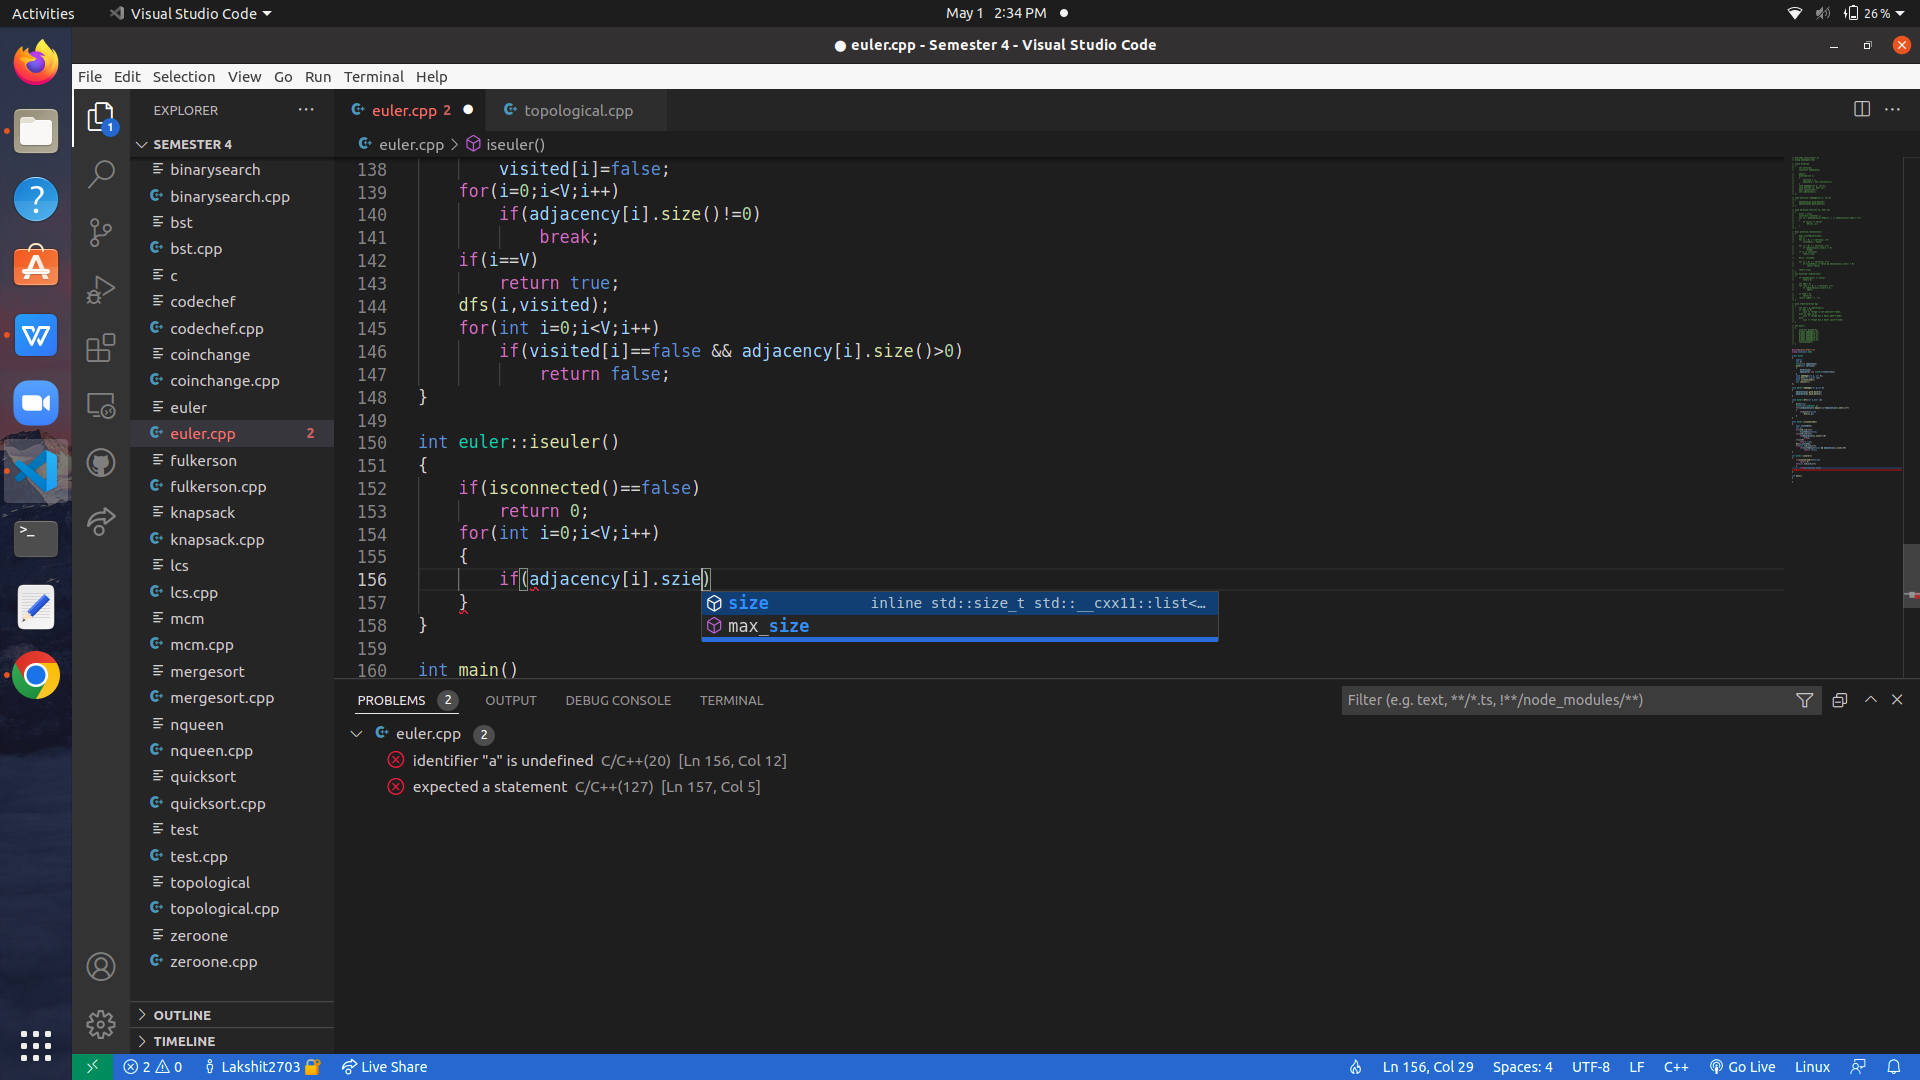 Activities
Visual Studio Code
May 1 2:34 PM
26 %
● euler.cpp - Semester 4 - Visual Studio Code
File Edit Selection View Go Run Terminal Help
EXPLORER
SEMESTER 4
binarysearch
binarysearch.cpp
bst
bst.cpp
c
codechef
codechef.cpp
coinchange
coinchange.cpp
euler
euler.cpp 2
fulkerson
fulkerson.cpp
knapsack
knapsack.cpp
lcs
lcs.cpp
mcm
mcm.cpp
mergesort
mergesort.cpp
nqueen
nqueen.cpp
quicksort
quicksort.cpp
test
test.cpp
topological
topological.cpp
zeroone
zeroone.cpp
OUTLINE
TIMELINE
euler.cpp 2
topological.cpp
euler.cpp > iseuler()
138 visited[i]=false;
139 for(i=0;i<V;i++)
140 if(adjacency[i].size()!=0)
141 break;
142 if(i==V)
143 return true;
144 dfs(i,visited);
145 for(int i=0;i<V;i++)
146 if(visited[i]==false && adjacency[i].size()>0)
147 return false;
148 }
149
150 int euler::iseuler()
151 {
152 if(isconnected()==false)
153 return 0;
154 for(int i=0;i<V;i++)
155 {
156 if(adjacency[i].szie)
157 }
158 }
159
160 int main()
size inline std::size_t std::__cxx11::list<…
max_size
PROBLEMS 2 OUTPUT DEBUG CONSOLE TERMINAL
Filter (e.g. text, **/*.ts, !**/node_modules/**)
euler.cpp 2
identifier "a" is undefined C/C++(20) [Ln 156, Col 12]
expected a statement C/C++(127) [Ln 157, Col 5]
2 0 Lakshit2703 Live Share
Ln 156, Col 29 Spaces: 4 UTF-8 LF C++ Go Live Linux